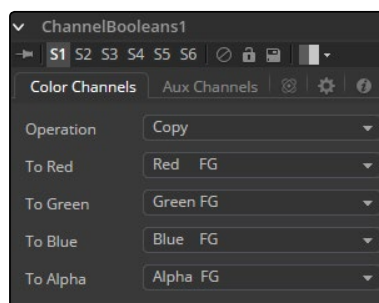 ChannelBooleans1
S1 S2 S3 S4 S5 S6
Color Channels Aux Channels
Operation Copy
To Red Red FG
To Green Green FG
To Blue Blue FG
To Alpha Alpha FG